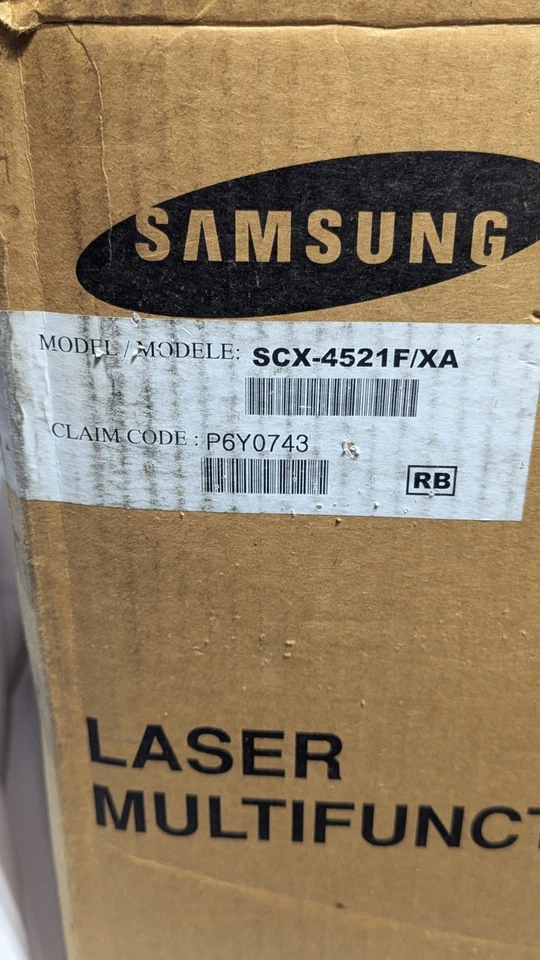 SAMSUNG
MODEL / MODELE: SCX-4521F/XA
CLAIM CODE : P6Y0743
RB
LASER
MULTIFUNCT